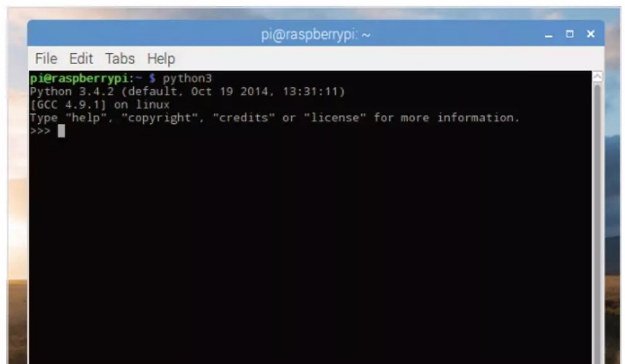 pi@raspberrypi: ~
File Edit Tabs Help
pi@raspberrypi:~ $ python3
Python 3.4.2 (default, Oct 19 2014, 13:31:11)
[GCC 4.9.1] on linux
Type "help", "copyright", "credits" or "license" for more information.
>>>